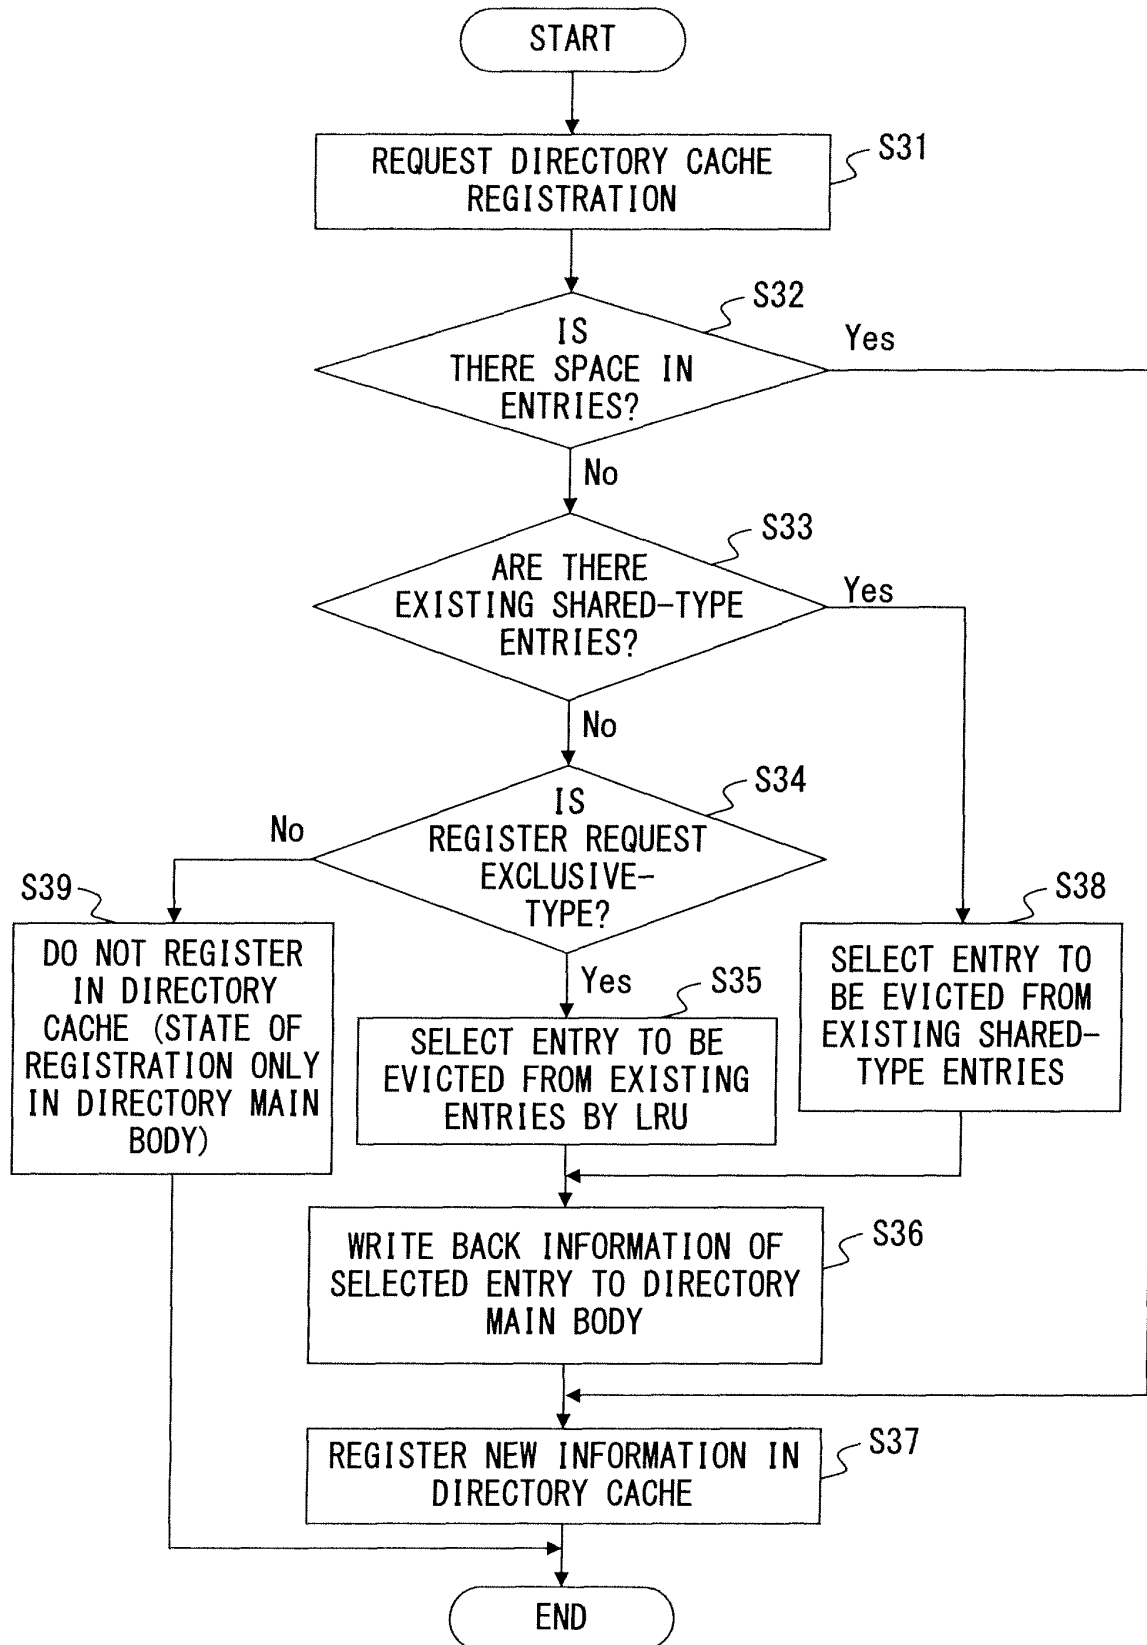 START
REQUEST DIRECTORY CACHE
REGISTRATION
S31
IS
THERE SPACE IN
ENTRIES?
S32
Yes
No
ARE THERE
EXISTING SHARED-TYPE
ENTRIES?
S33
Yes
No
IS
REGISTER REQUEST
EXCLUSIVE-
TYPE?
S34
No
Yes
S39
DO NOT REGISTER
IN DIRECTORY
CACHE (STATE OF
REGISTRATION ONLY
IN DIRECTORY MAIN
BODY)
S35
SELECT ENTRY TO BE
EVICTED FROM EXISTING
ENTRIES BY LRU
S38
SELECT ENTRY TO
BE EVICTED FROM
EXISTING SHARED-
TYPE ENTRIES
WRITE BACK INFORMATION OF
SELECTED ENTRY TO DIRECTORY
MAIN BODY
S36
REGISTER NEW INFORMATION IN
DIRECTORY CACHE
S37
END